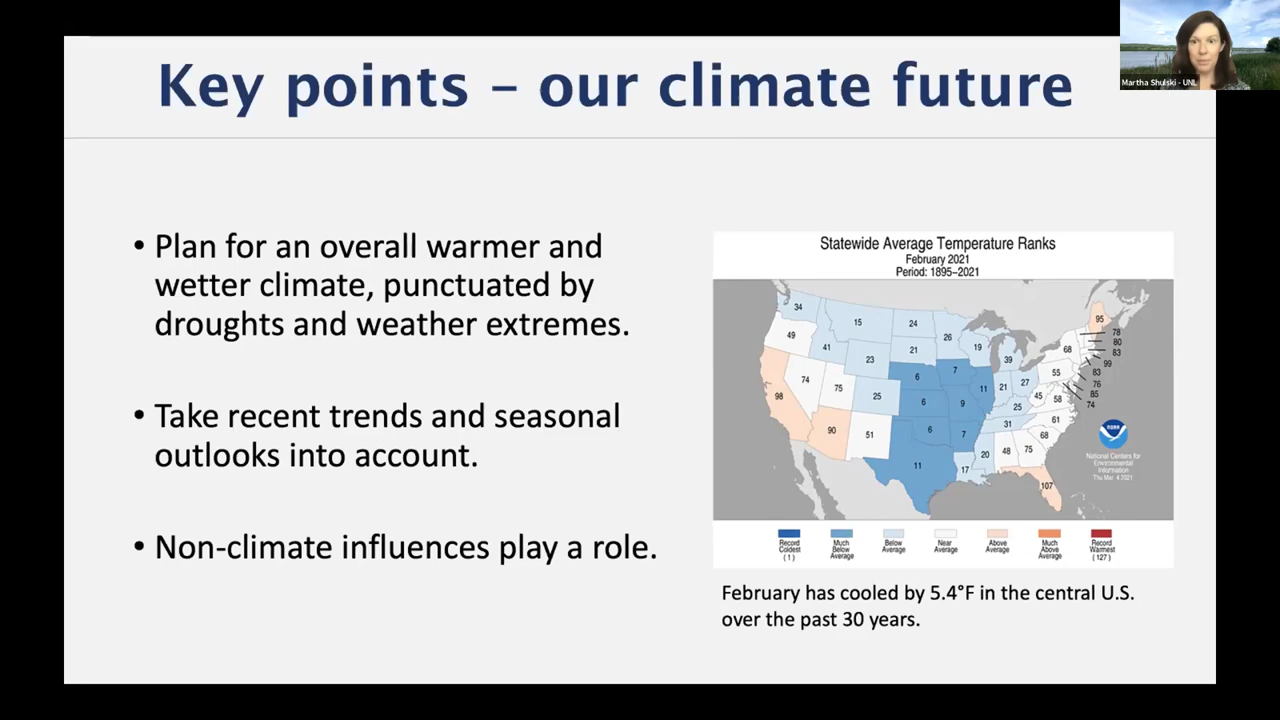 Key points – our climate future
Martha Shulski - UNL
• Plan for an overall warmer and
wetter climate, punctuated by
droughts and weather extremes.
• Take recent trends and seasonal
outlooks into account.
• Non-climate influences play a role.
Statewide Average Temperature Ranks
February 2021
Period: 1895–2021
34
49
41
15
24
21
23
26
19
39
98
74
75
25
90
51
6
6
6
7
9
7
11
11
21
27
25
31
20
17
48
75
68
61
45
58
55
68
95
107
78
80
83
99
83
76
85
74
NOAA
National Centers for
Environmental
Information
Thu Mar 4 2021
Record
Coldest
(1)
Much
Below
Average
Below
Average
Near
Average
Above
Average
Much
Above
Average
Record
Warmest
(127)
February has cooled by 5.4°F in the central U.S.
over the past 30 years.